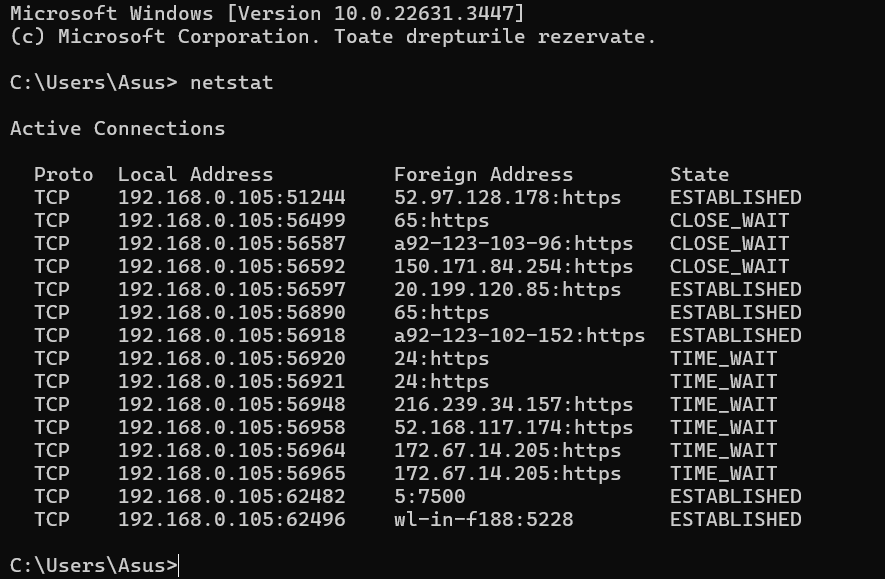 Microsoft Windows [Version 10.0.22631.3447]
(c) Microsoft Corporation. Toate drepturile rezervate.
C:\Users\Asus> netstat
Active Connections
Proto  Local Address          Foreign Address        State
TCP    192.168.0.105:51244    52.97.128.178:https    ESTABLISHED
TCP    192.168.0.105:56499    65:https               CLOSE_WAIT
TCP    192.168.0.105:56587    a92-123-103-96:https   CLOSE_WAIT
TCP    192.168.0.105:56592    150.171.84.254:https   CLOSE_WAIT
TCP    192.168.0.105:56597    20.199.120.85:https    ESTABLISHED
TCP    192.168.0.105:56890    65:https               ESTABLISHED
TCP    192.168.0.105:56918    a92-123-102-152:https  ESTABLISHED
TCP    192.168.0.105:56920    24:https               TIME_WAIT
TCP    192.168.0.105:56921    24:https               TIME_WAIT
TCP    192.168.0.105:56948    216.239.34.157:https   TIME_WAIT
TCP    192.168.0.105:56958    52.168.117.174:https   TIME_WAIT
TCP    192.168.0.105:56964    172.67.14.205:https    TIME_WAIT
TCP    192.168.0.105:56965    172.67.14.205:https    TIME_WAIT
TCP    192.168.0.105:62482    5:7500                 ESTABLISHED
TCP    192.168.0.105:62496    wl-in-f188:5228        ESTABLISHED
C:\Users\Asus>